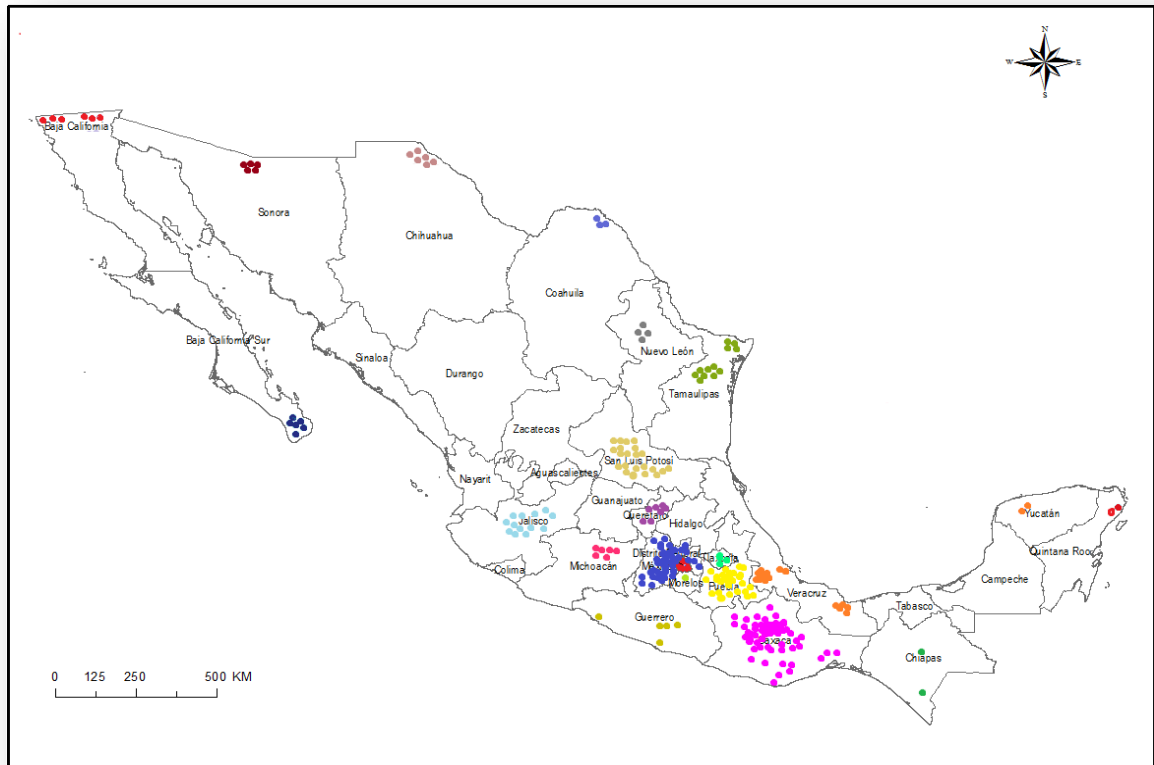 N
W E
S
Baja California
Sonora
Chihuahua
Coahuila
Baja California Sur
Sinaloa
Nuevo León
Durango
Tamaulipas
Zacatecas
San Luis Potosí
Aguascalientes
Nayarit
Guanajuato
Yucatán
Querétaro
Jalisco
Hidalgo
Quintana Roo
Distrito Federal
Michoacán
Colima
Morelos
Puebla
Campeche
Veracruz
Tabasco
Guerrero
Oaxaca
Chiapas
0 125 250 500 KM